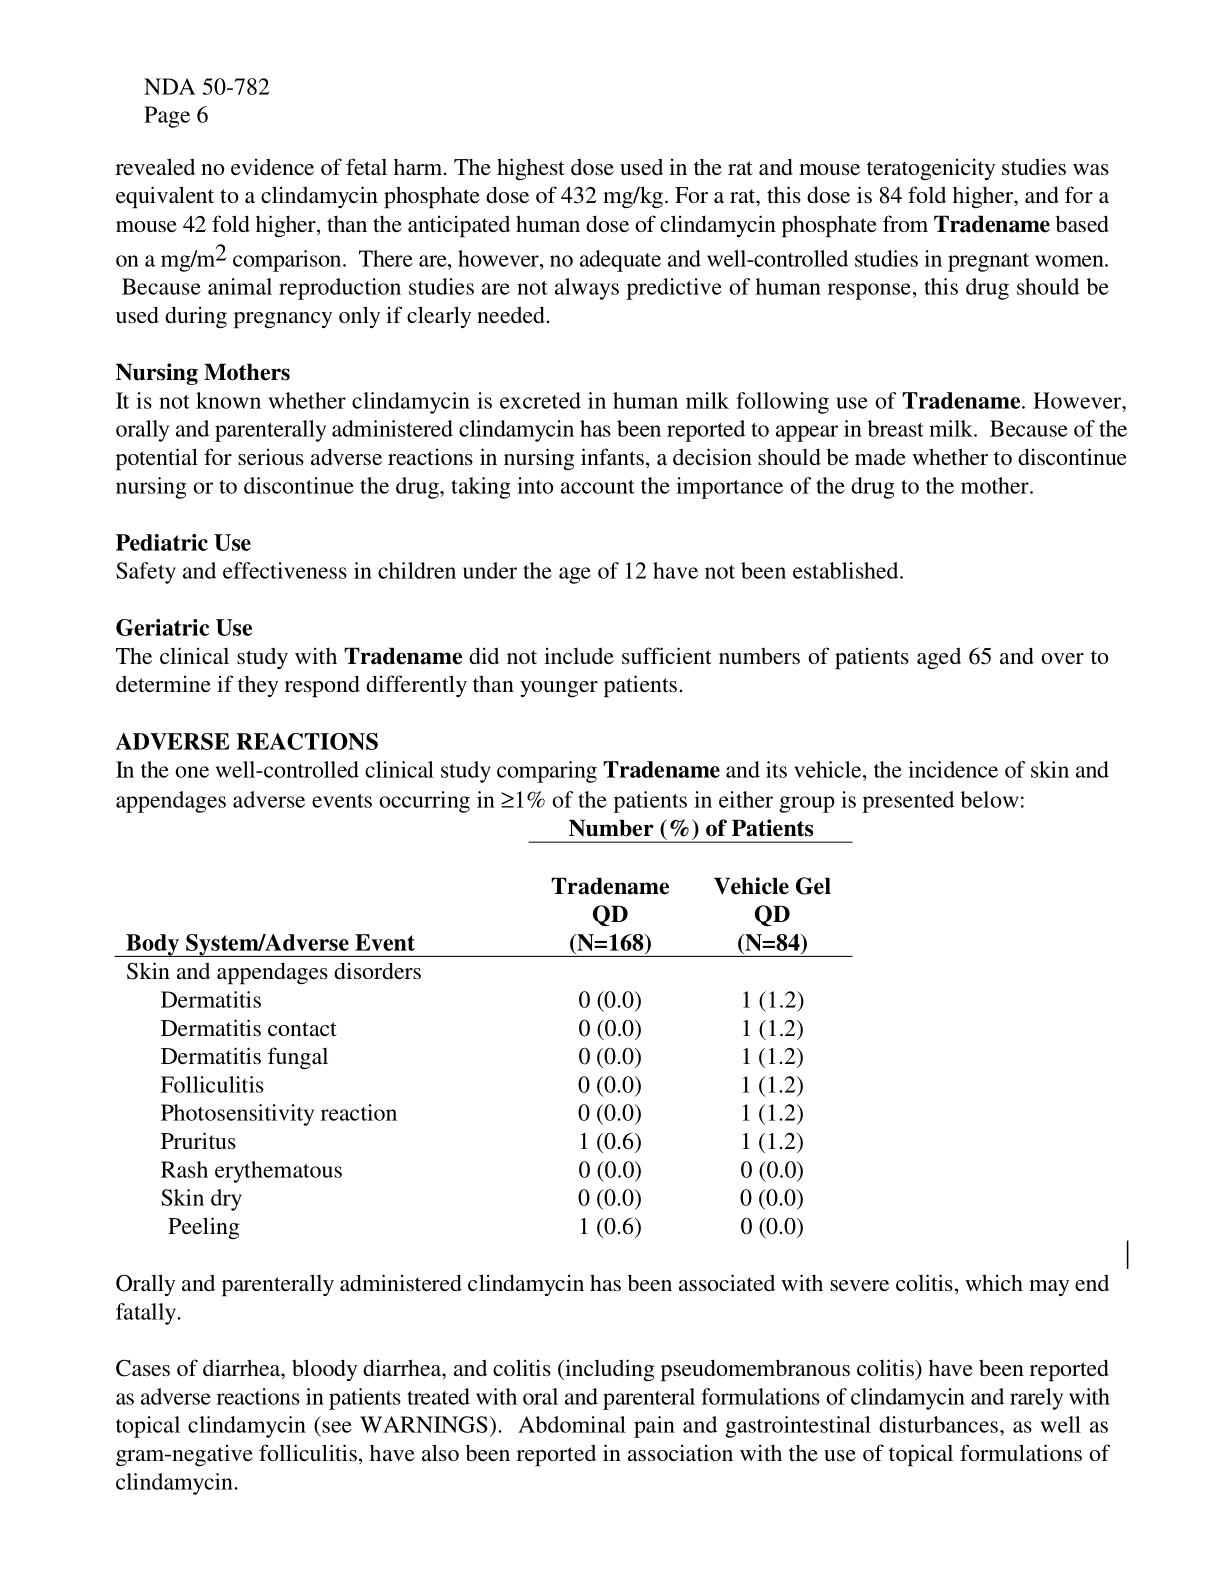 NDA 50-782
Page 6
revealed no evidence of fetal harm. The highest dose used in the rat and mouse teratogenicity studies was
equivalent to a clindamycin phosphate dose of 432 mg/kg. For a rat, this dose is 84 fold higher, and for a
mouse 42 fold higher, than the anticipated human dose of clindamycin phosphate from Tradename based
on a mg/m2 comparison. There are, however, no adequate and well-controlled studies in pregnant women.
Because animal reproduction studies are not always predictive of human response, this drug should be
used during pregnancy only if clearly needed.
Nursing Mothers
It is not known whether clindamycin is excreted in human milk following use of Tradename. However,
orally and parenterally administered clindamycin has been reported to appear in breast milk. Because of the
potential for serious adverse reactions in nursing infants, a decision should be made whether to discontinue
nursing or to discontinue the drug, taking into account the importance of the drug to the mother.
Pediatric Use
Safety and effectiveness in children under the age of 12 have not been established.
Geriatric Use
The clinical study with Tradename did not include sufficient numbers of patients aged 65 and over to
determine if they respond differently than younger patients.
ADVERSE REACTIONS
In the one well-controlled clinical study comparing Tradename and its vehicle, the incidence of skin and
appendages adverse events occurring in ≥1% of the patients in either group is presented below:
Number (%) of Patients
Tradename Vehicle Gel
QD QD
Body System/Adverse Event (N=168) (N=84)
Skin and appendages disorders
Dermatitis 0 (0.0) 1 (1.2)
Dermatitis contact 0 (0.0) 1 (1.2)
Dermatitis fungal 0 (0.0) 1 (1.2)
Folliculitis 0 (0.0) 1 (1.2)
Photosensitivity reaction 0 (0.0) 1 (1.2)
Pruritus 1 (0.6) 1 (1.2)
Rash erythematous 0 (0.0) 0 (0.0)
Skin dry 0 (0.0) 0 (0.0)
Peeling 1 (0.6) 0 (0.0)
Orally and parenterally administered clindamycin has been associated with severe colitis, which may end
fatally.
Cases of diarrhea, bloody diarrhea, and colitis (including pseudomembranous colitis) have been reported
as adverse reactions in patients treated with oral and parenteral formulations of clindamycin and rarely with
topical clindamycin (see WARNINGS). Abdominal pain and gastrointestinal disturbances, as well as
gram-negative folliculitis, have also been reported in association with the use of topical formulations of
clindamycin.